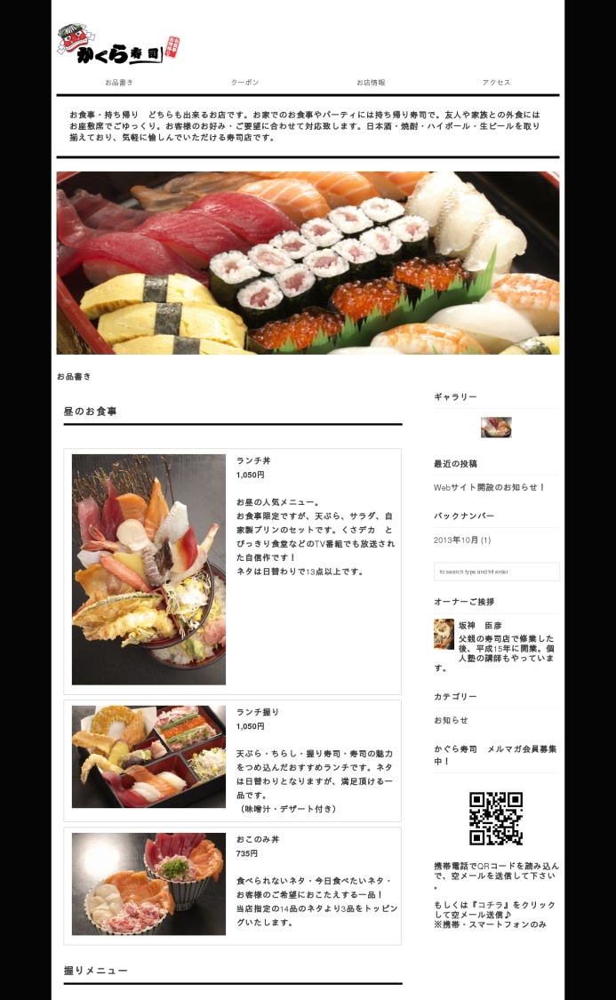 かぐら寿司
お品書き
クーポン
お店情報
アクセス
お食事・持ち帰り　どちらも出来るお店です。お家でのお食事やパーティには持ち帰り寿司で。友人や家族との外食には
お座敷席でごゆっくり。お客様のお好み・ご要望に合わせて対応致します。日本酒・焼酎・ハイボール・生ビールを取り
揃えており、気軽に愉しんでいただける寿司店です。
お品書き
昼のお食事
ランチ丼
1,050円
お昼の人気メニュー。
お食事限定ですが、天ぷら、サラダ、自
家製プリンのセットです。くさデカ　と
びっきり食堂などのTV番組でも放送され
た自信作です！
ネタは日替わりで13点以上です。
ランチ握り
1,050円
天ぷら・ちらし・握り寿司・寿司の魅力
をつめ込んだおすすめランチです。ネタ
は日替わりとなりますが、満足頂ける一
品です。
（味噌汁・デザート付き）
おこのみ丼
735円
食べられないネタ・今日食べたいネタ・
お客様のご希望におこたえする一品！
当店指定の14品のネタより3品をトッピン
グいたします。
握りメニュー
ギャラリー
最近の投稿
Webサイト開設のお知らせ！
バックナンバー
2013年10月 (1)
to search type and hit enter
オーナーご挨拶
坂神　臣彦
父親の寿司店で修業した
後、平成15年に開業。個
人塾の講師もやっていま
す。
カテゴリー
お知らせ
かぐら寿司　メルマガ会員募集
中！
携帯電話でQRコードを読み込ん
で、空メールを送信して下さい
。
もしくは『コチラ』をクリック
して空メール送信♪
※携帯・スマートフォンのみ